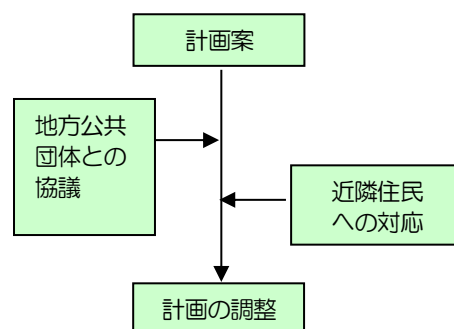 計画案
地方公共
団体との
協議
近隣住民
への対応
計画の調整